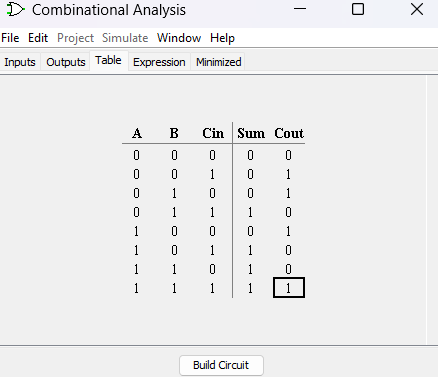 Combinational Analysis
File Edit Project Simulate Window Help
Inputs Outputs Table Expression Minimized
A B Cin Sum Cout
0 0 0 0 0
0 0 1 0 1
0 1 0 0 1
0 1 1 1 0
1 0 0 0 1
1 0 1 1 0
1 1 0 1 0
1 1 1 1 1
Build Circuit